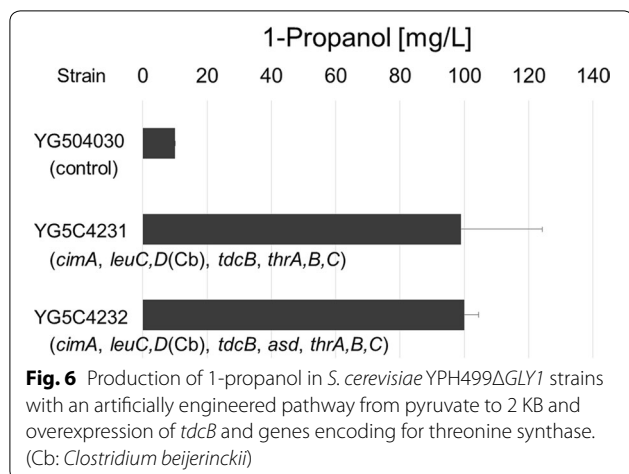 1-Propanol [mg/L]
Strain 0 20 40 60 80 100 120 140
YG504030
(control)
YG5C4231
(cimA, leuC,D(Cb), tdcB, thrA,B,C)
YG5C4232
(cimA, leuC,D(Cb), tdcB, asd, thrA,B,C)
Fig. 6 Production of 1-propanol in S. cerevisiae YPH499ΔGLY1 strains
with an artificially engineered pathway from pyruvate to 2 KB and
overexpression of tdcB and genes encoding for threonine synthase.
(Cb: Clostridium beijerinckii)